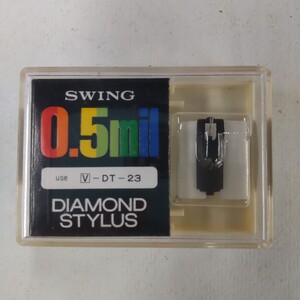 SWING
0.5mil
use V-DT-23
DIAMOND
STYLUS